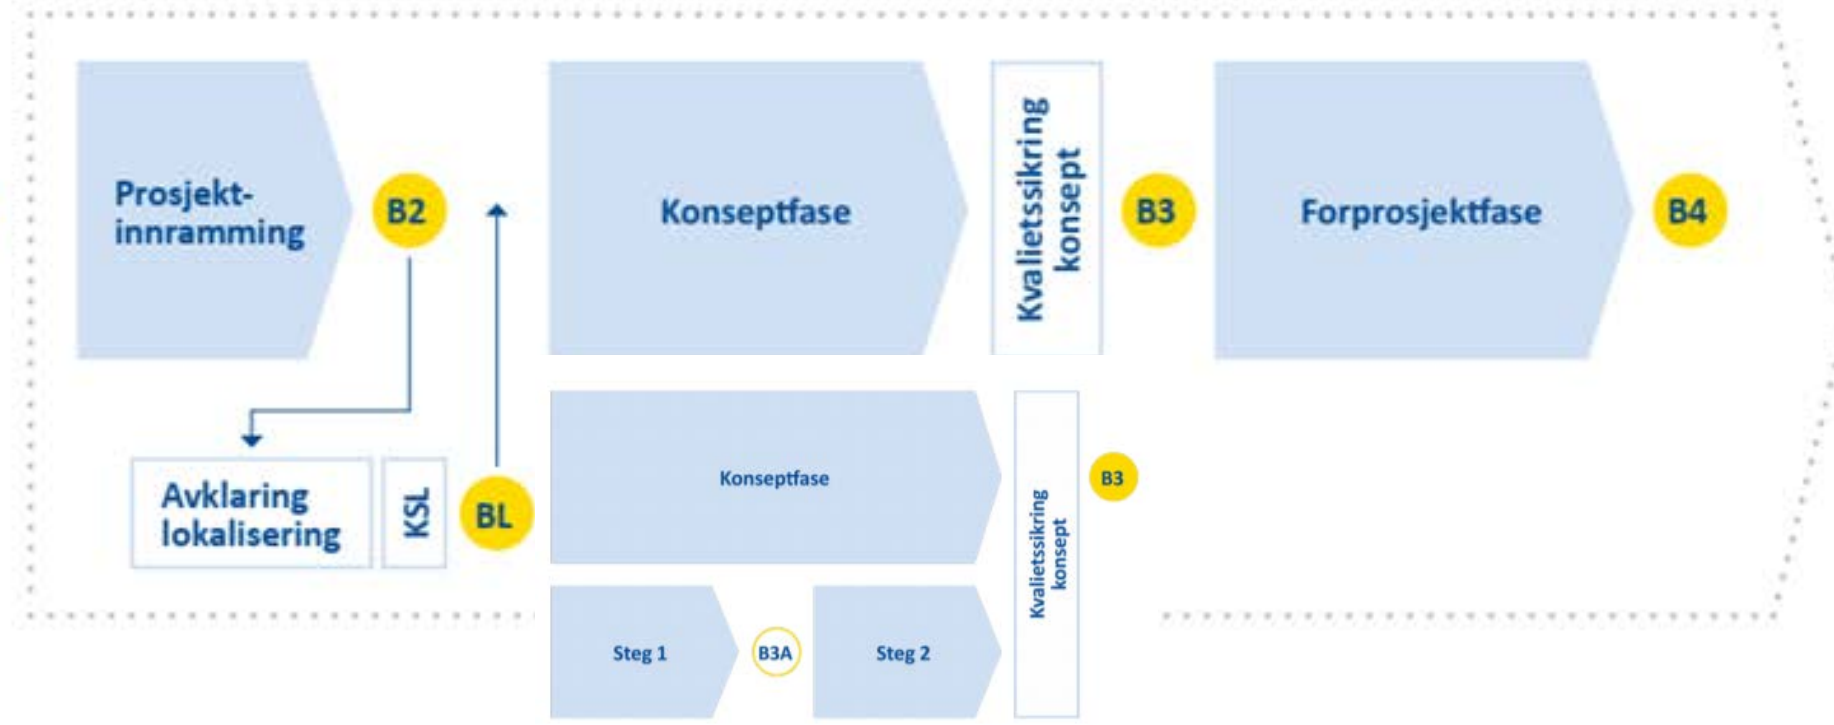 Prosjekt-
innramming
B2
Konseptfase
Kvalietssikring
konsept
B3
Forprosjektfase
B4
Avklaring
lokalisering
KSL
BL
Konseptfase
Kvalietssikring
konsept
B3
Steg 1
B3A
Steg 2